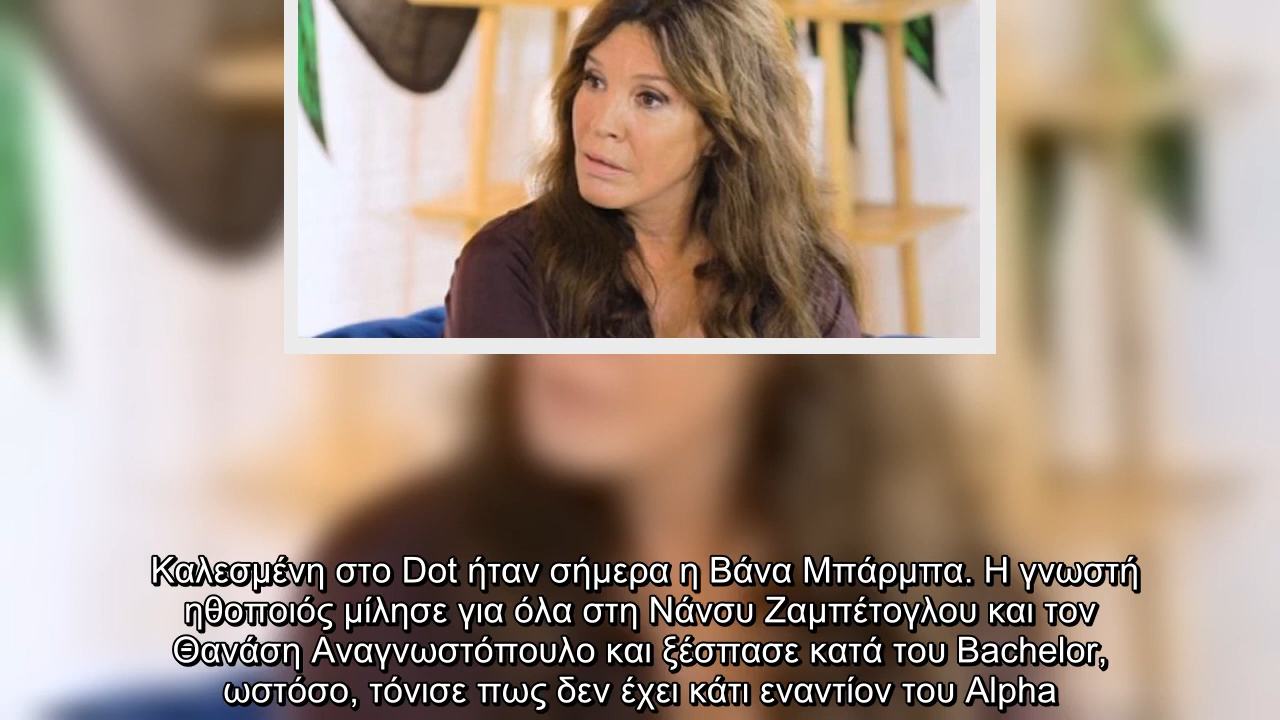 Καλεσμένη στο Dot ήταν σήμερα η Βάνα Μπάρμπα. Η γνωστή
ηθοποιός μίλησε για όλα στη Νάνσυ Ζαμπέτογλου και τον
Θανάση Αναγνωστόπουλο και ξέσπασε κατά του Bachelor,
ωστόσο, τόνισε πως δεν έχει κάτι εναντίον του Alpha